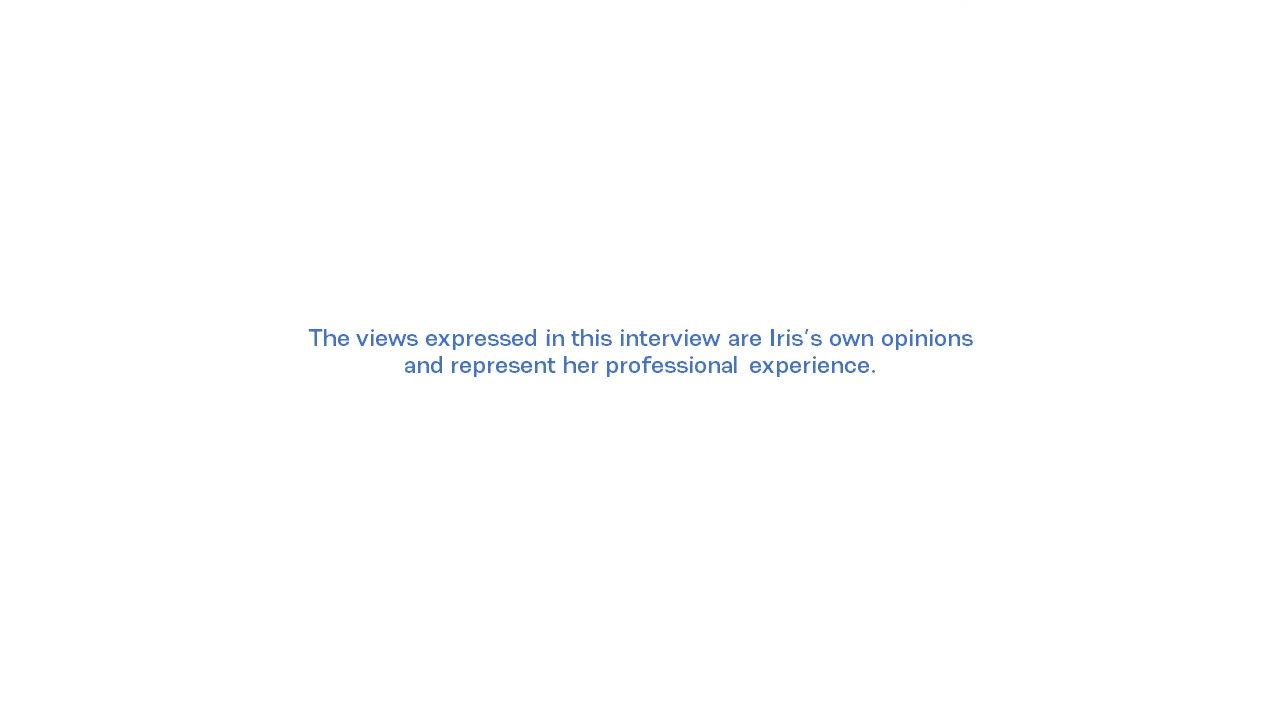 The views expressed in this interview are Iris's own opinions
and represent her professional experience.